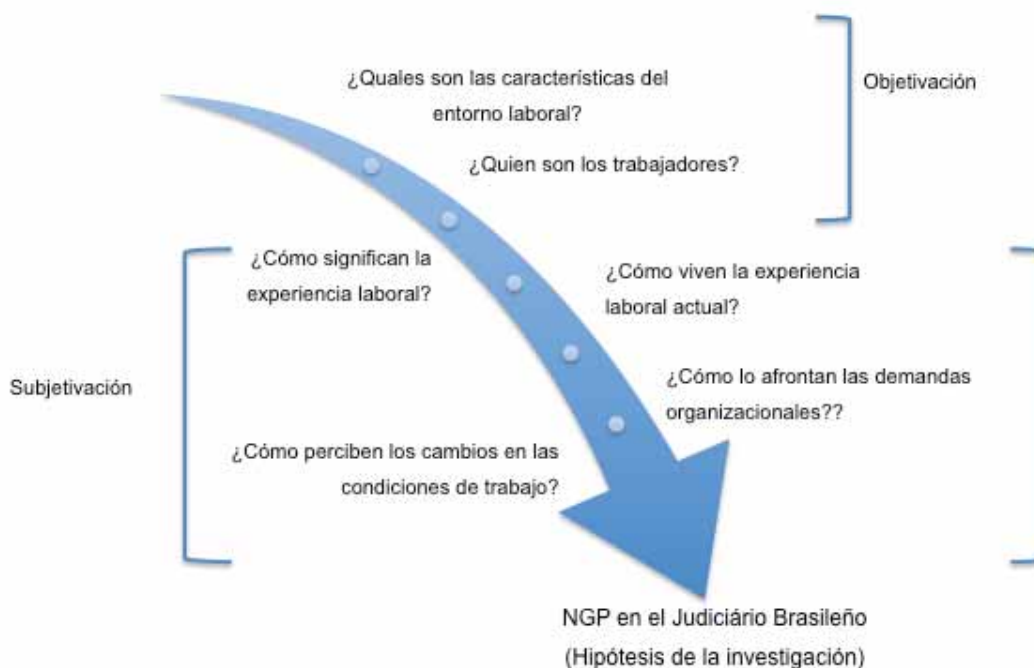 ¿Quales son las características del
entorno laboral?
Objetivación
¿Quien son los trabajadores?
¿Cómo significan la
experiencia laboral?
¿Cómo viven la experiencia
laboral actual?
Subjetivación
¿Cómo lo afrontan las demandas
organizacionales??
¿Cómo perciben los cambios en las
condiciones de trabajo?
NGP en el Judiciário Brasileño
(Hipótesis de la investigación)